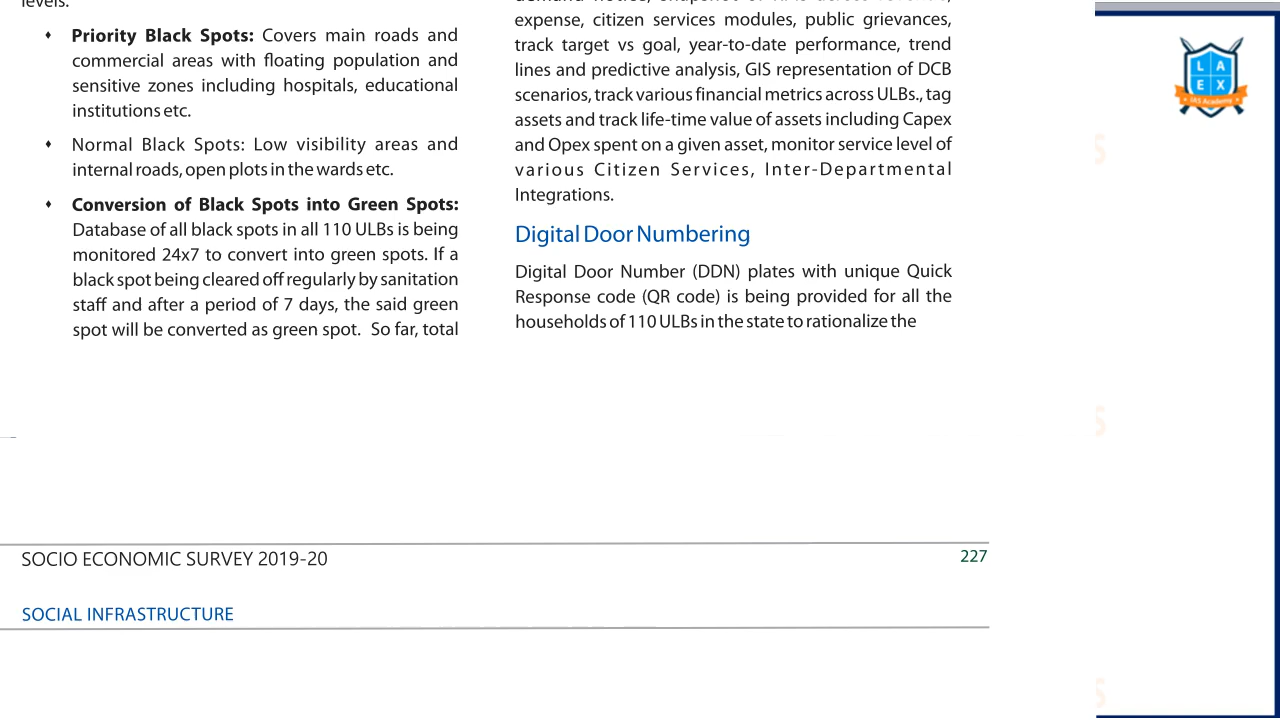 levels.
♦ Priority Black Spots: Covers main roads and
commercial areas with floating population and
sensitive zones including hospitals, educational
institutions etc.
♦ Normal Black Spots: Low visibility areas and
internal roads, open plots in the wards etc.
♦ Conversion of Black Spots into Green Spots:
Database of all black spots in all 110 ULBs is being
monitored 24x7 to convert into green spots. If a
black spot being cleared off regularly by sanitation
staff and after a period of 7 days, the said green
spot will be converted as green spot. So far, total
expense, citizen services modules, public grievances,
track target vs goal, year-to-date performance, trend
lines and predictive analysis, GIS representation of DCB
scenarios, track various financial metrics across ULBs., tag
assets and track life-time value of assets including Capex
and Opex spent on a given asset, monitor service level of
various Citizen Services, Inter-Departmental
Integrations.
Digital Door Numbering
Digital Door Number (DDN) plates with unique Quick
Response code (QR code) is being provided for all the
households of 110 ULBs in the state to rationalize the
SOCIO ECONOMIC SURVEY 2019-20
227
SOCIAL INFRASTRUCTURE
L A
E X
IAS Academy